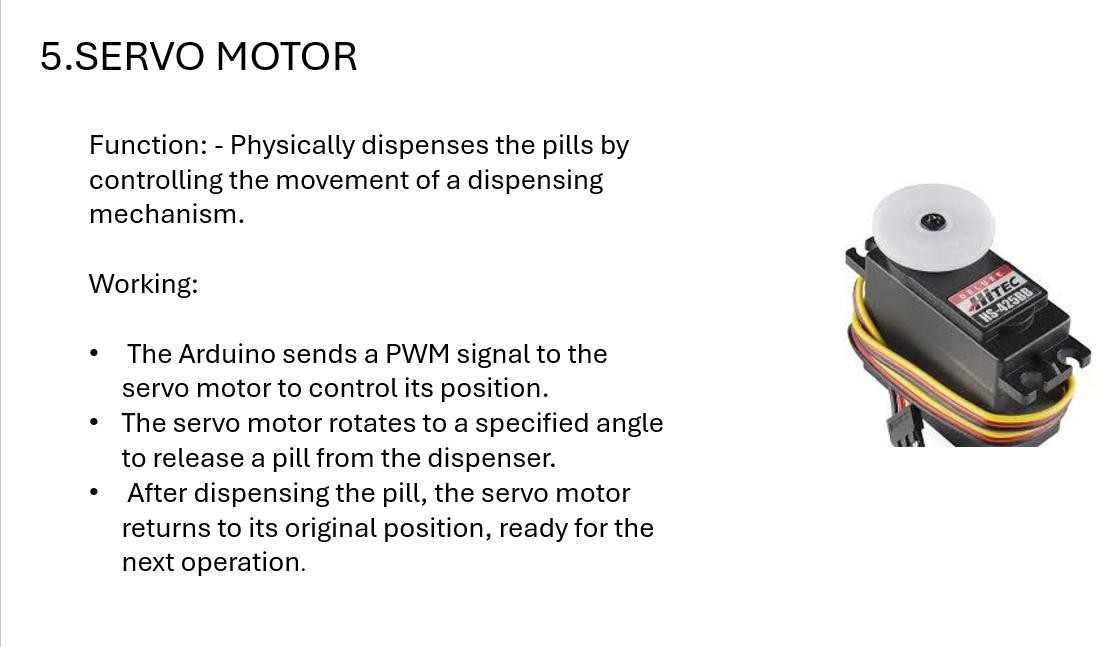 5.SERVO MOTOR
Function: - Physically dispenses the pills by
controlling the movement of a dispensing
mechanism.
Working:
• The Arduino sends a PWM signal to the
servo motor to control its position.
• The servo motor rotates to a specified angle
to release a pill from the dispenser.
• After dispensing the pill, the servo motor
returns to its original position, ready for the
next operation.
DELUXE
HiTEC
HS-425BB